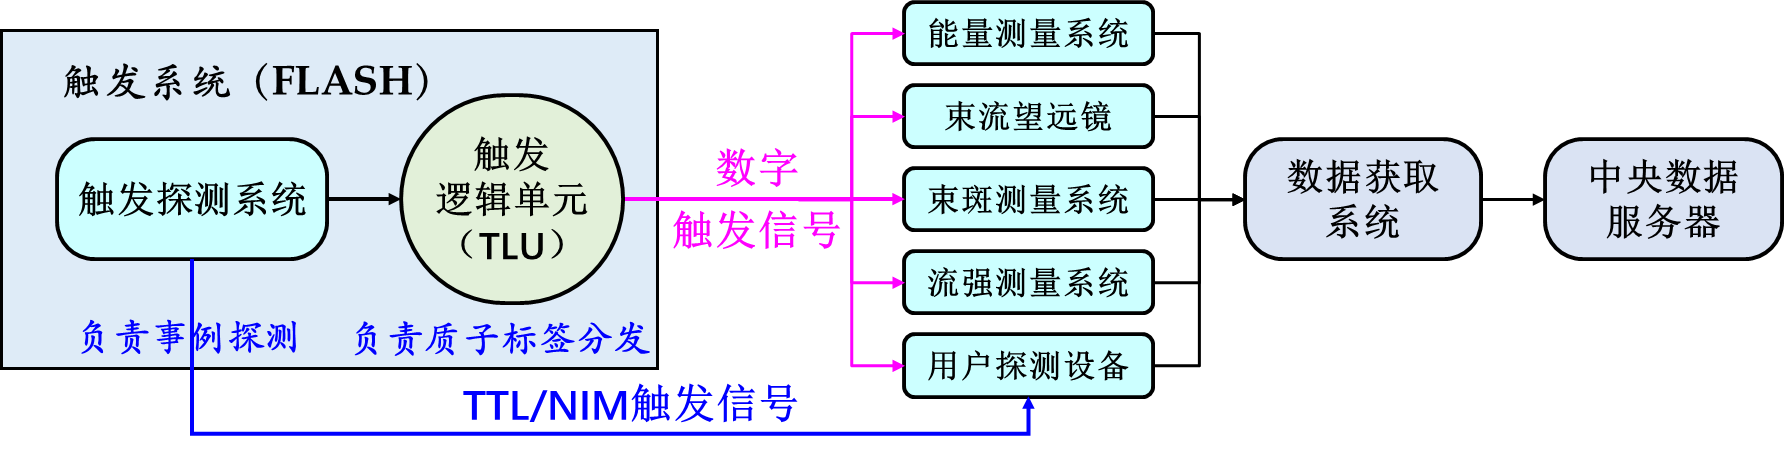 触发系统（FLASH）
触发探测系统
触发
逻辑单元
（TLU）
负责事例探测
负责质子标签分发
数字
触发信号
TTL/NIM触发信号
能量测量系统
束流望远镜
束斑测量系统
流强测量系统
用户探测设备
数据获取
系统
中央数据
服务器